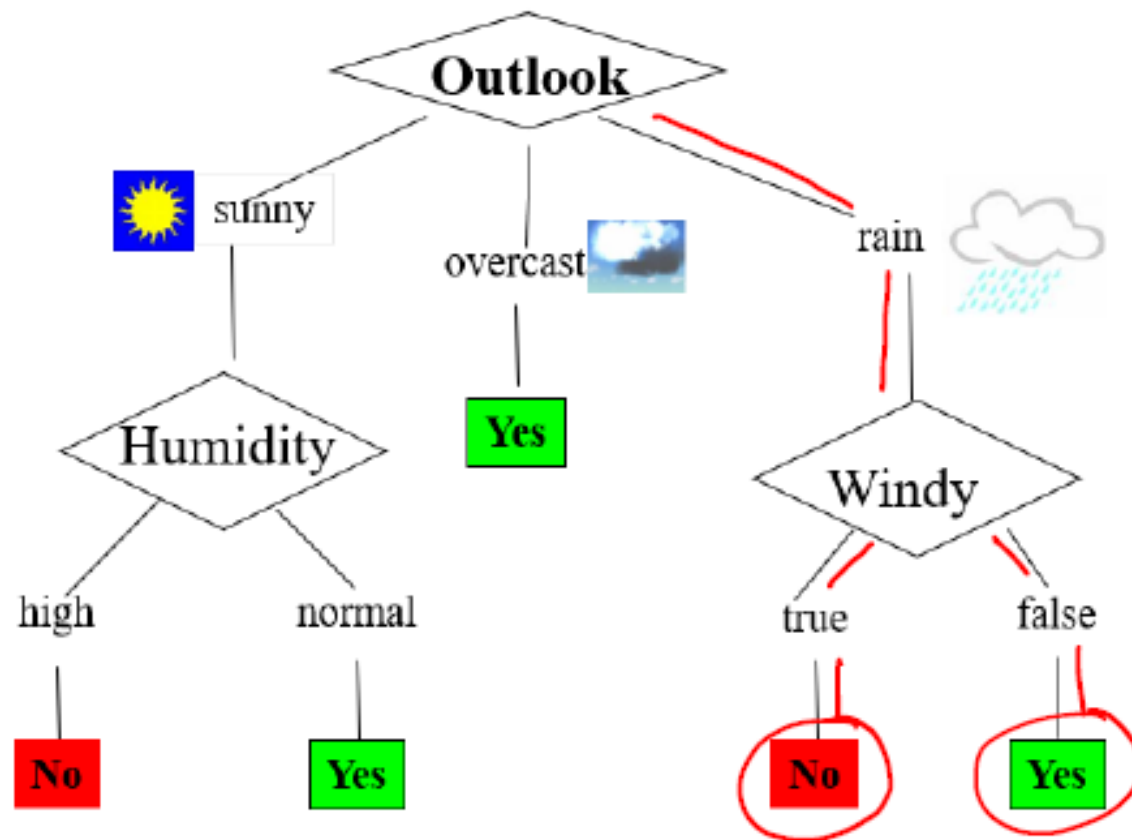 Outlook
sunny
overcast
rain
Humidity
Yes
Windy
high
normal
true
false
No
Yes
No
Yes